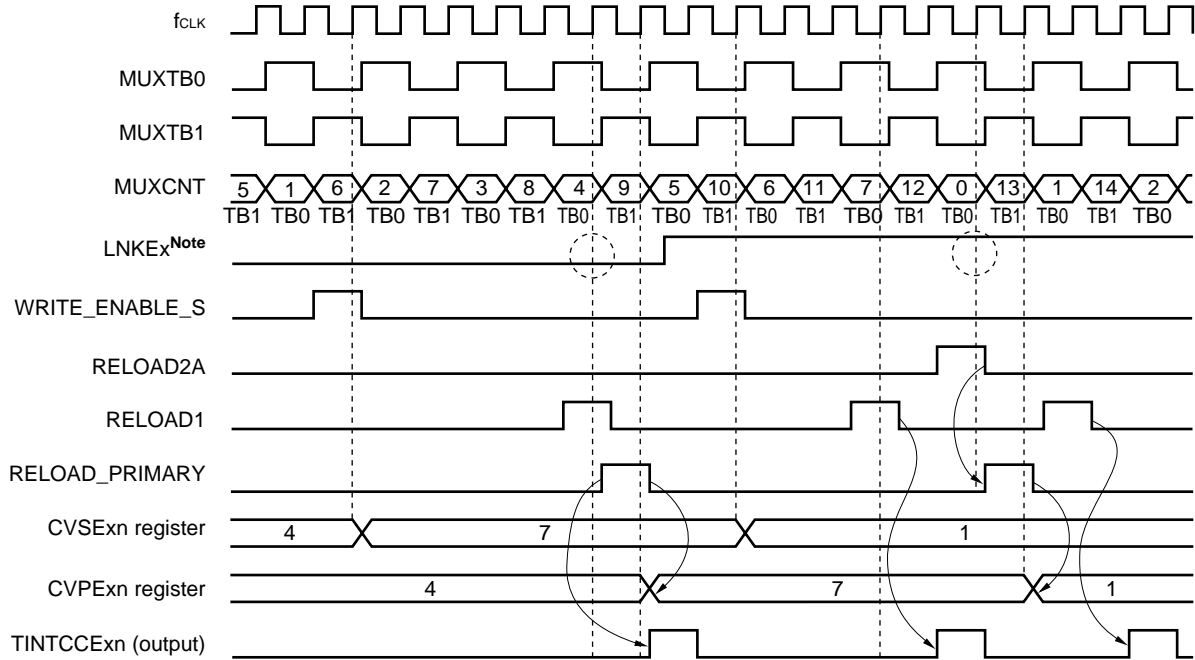 fCLK
MUXTB0
MUXTB1
MUXCNT 5 1 6 2 7 3 8 4 9 5 10 6 11 7 12 0 13 1 14 2
TB1 TB0 TB1 TB0 TB1 TB0 TB1 TB0 TB1 TB0 TB1 TB0 TB1 TB0 TB1 TB0 TB1 TB0 TB1 TB0
LNKExNote
WRITE_ENABLE_S
RELOAD2A
RELOAD1
RELOAD_PRIMARY
CVSExn register 4 7 1
CVPExn register 4 7 1
TINTCCExn (output)